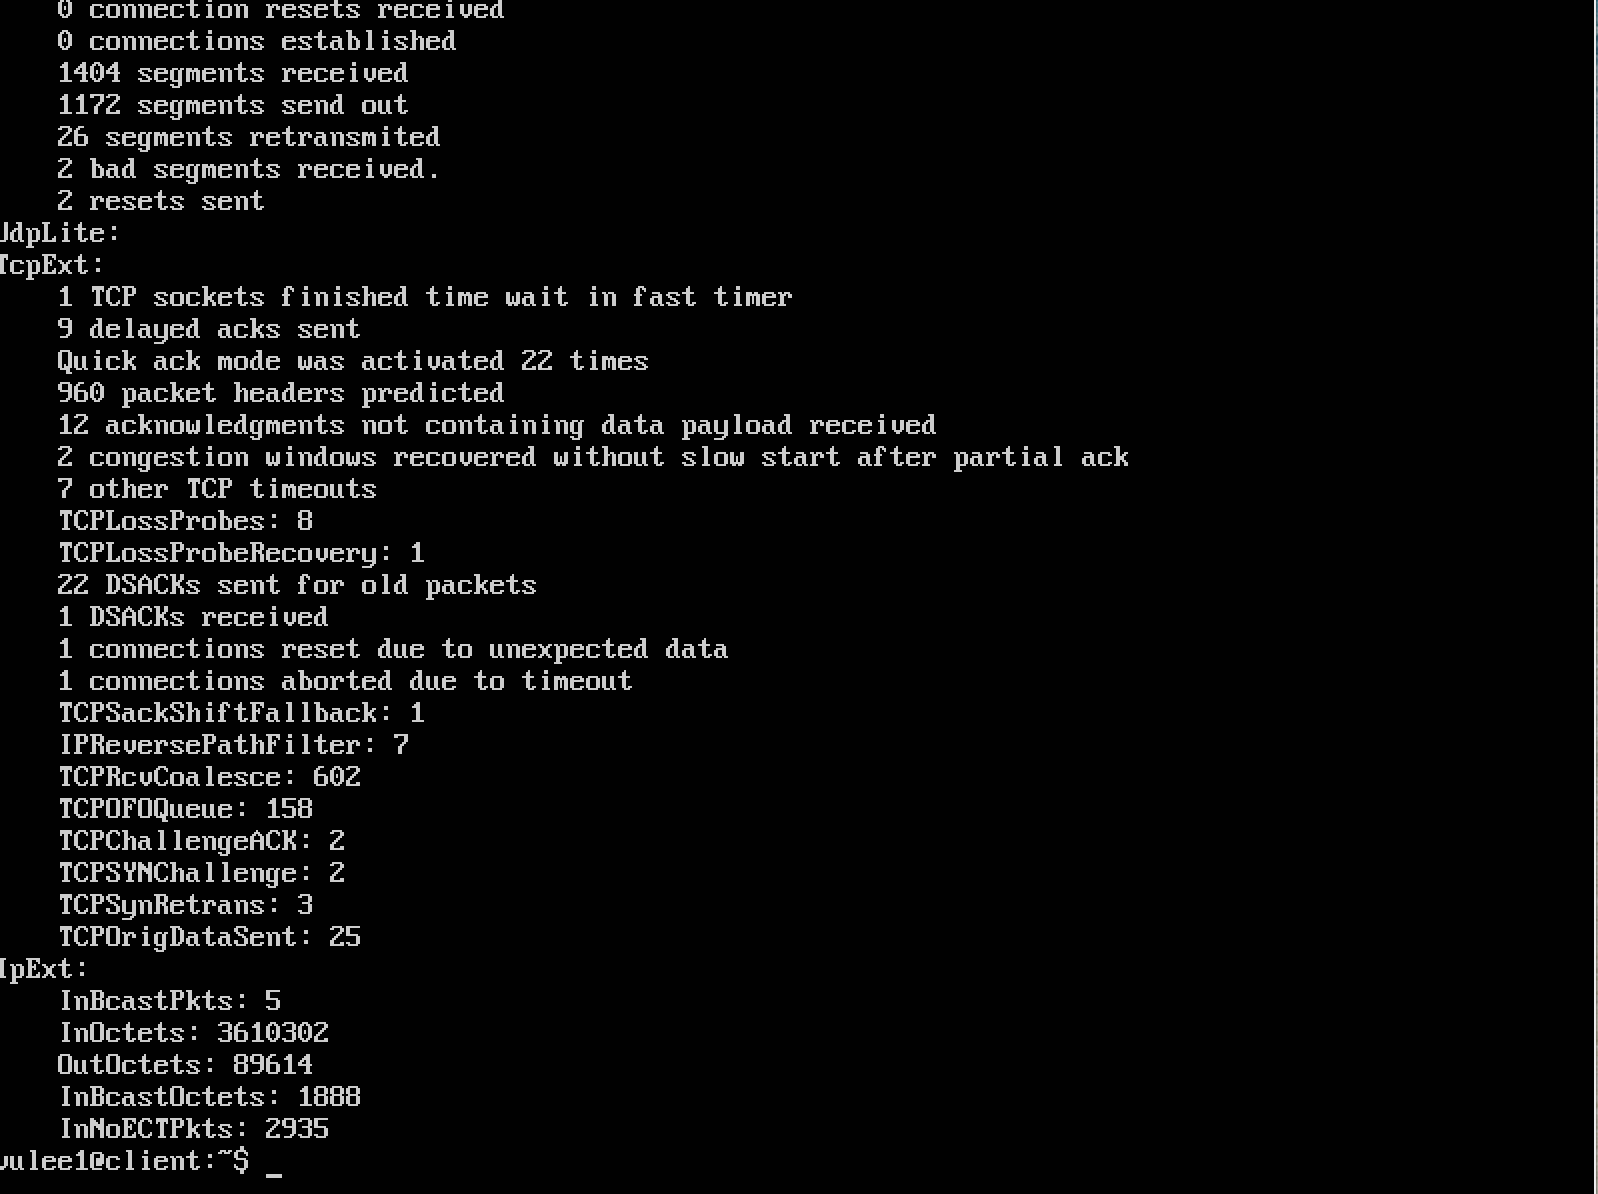 0 connection resets received
0 connections established
1404 segments received
1172 segments send out
26 segments retransmited
2 bad segments received.
2 resets sent
UdpLite:
TcpExt:
1 TCP sockets finished time wait in fast timer
9 delayed acks sent
Quick ack mode was activated 22 times
960 packet headers predicted
12 acknowledgments not containing data payload received
2 congestion windows recovered without slow start after partial ack
7 other TCP timeouts
TCPLossProbes: 8
TCPLossProbeRecovery: 1
22 DSACKs sent for old packets
1 DSACKs received
1 connections reset due to unexpected data
1 connections aborted due to timeout
TCPSackShiftFallback: 1
IPReversePathFilter: 7
TCPRcvCoalesce: 602
TCPOFOQueue: 158
TCPChallengeACK: 2
TCPSYNChallenge: 2
TCPSynRetrans: 3
TCPOrigDataSent: 25
IpExt:
InBcastPkts: 5
InOctets: 3610302
OutOctets: 89614
InBcastOctets: 1888
InNoECTPkts: 2935
vulee1@client:~$ _